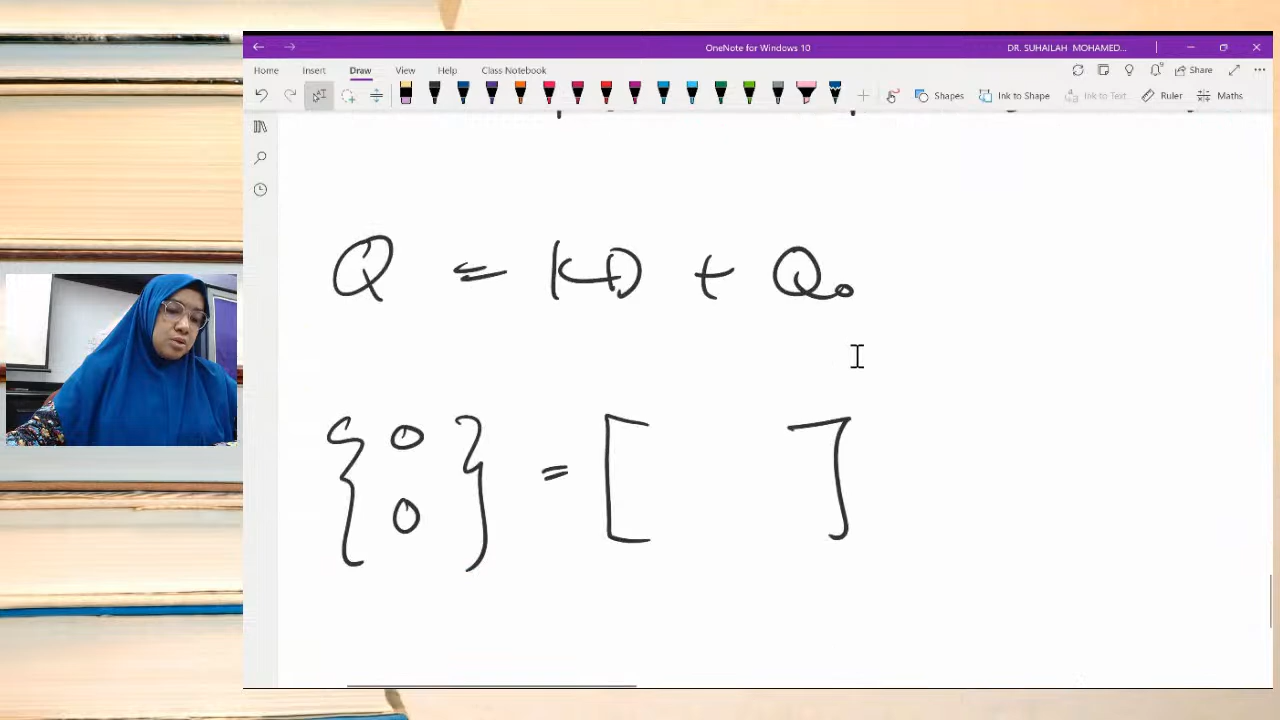 OneNote for Windows 10
DR. SUHAILAH MOHAMED...
Home Insert Draw View Help Class Notebook
Share
Shapes Ink to Shape Ink to Text Ruler Maths
Q = KD + Q₀
{ 0
0 } = [ ]